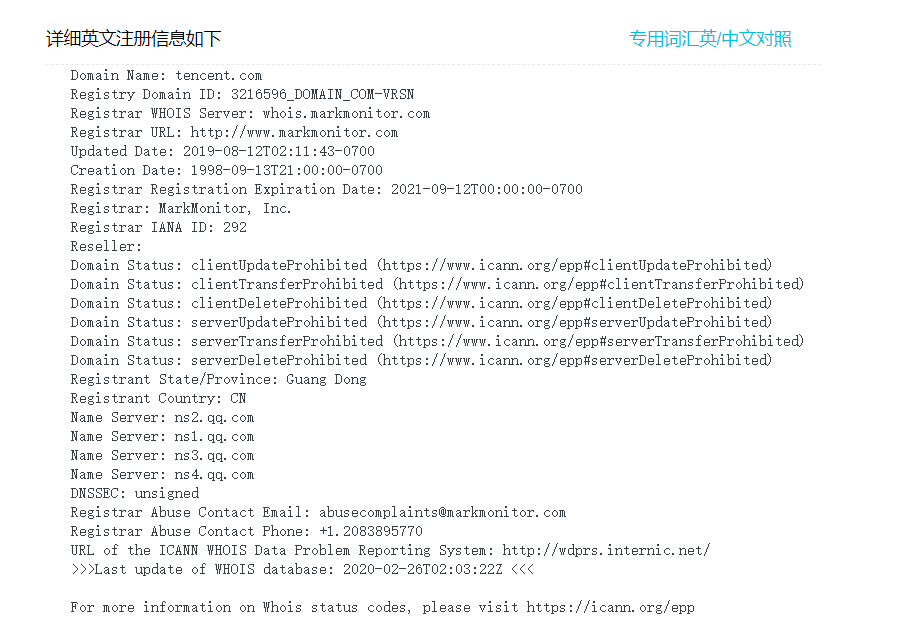 详细英文注册信息如下
专用词汇英/中文对照
Domain Name: tencent.com
Registry Domain ID: 3216596_DOMAIN_COM-VRSN
Registrar WHOIS Server: whois.markmonitor.com
Registrar URL: http://www.markmonitor.com
Updated Date: 2019-08-12T02:11:43-0700
Creation Date: 1998-09-13T21:00:00-0700
Registrar Registration Expiration Date: 2021-09-12T00:00:00-0700
Registrar: MarkMonitor, Inc.
Registrar IANA ID: 292
Reseller:
Domain Status: clientUpdateProhibited (https://www.icann.org/epp#clientUpdateProhibited)
Domain Status: clientTransferProhibited (https://www.icann.org/epp#clientTransferProhibited)
Domain Status: clientDeleteProhibited (https://www.icann.org/epp#clientDeleteProhibited)
Domain Status: serverUpdateProhibited (https://www.icann.org/epp#serverUpdateProhibited)
Domain Status: serverTransferProhibited (https://www.icann.org/epp#serverTransferProhibited)
Domain Status: serverDeleteProhibited (https://www.icann.org/epp#serverDeleteProhibited)
Registrant State/Province: Guang Dong
Registrant Country: CN
Name Server: ns2.qq.com
Name Server: ns1.qq.com
Name Server: ns3.qq.com
Name Server: ns4.qq.com
DNSSEC: unsigned
Registrar Abuse Contact Email: abusecomplaints@markmonitor.com
Registrar Abuse Contact Phone: +1.2083895770
URL of the ICANN WHOIS Data Problem Reporting System: http://wdprs.internic.net/
>>>Last update of WHOIS database: 2020-02-26T02:03:22Z <<<
For more information on Whois status codes, please visit https://icann.org/epp